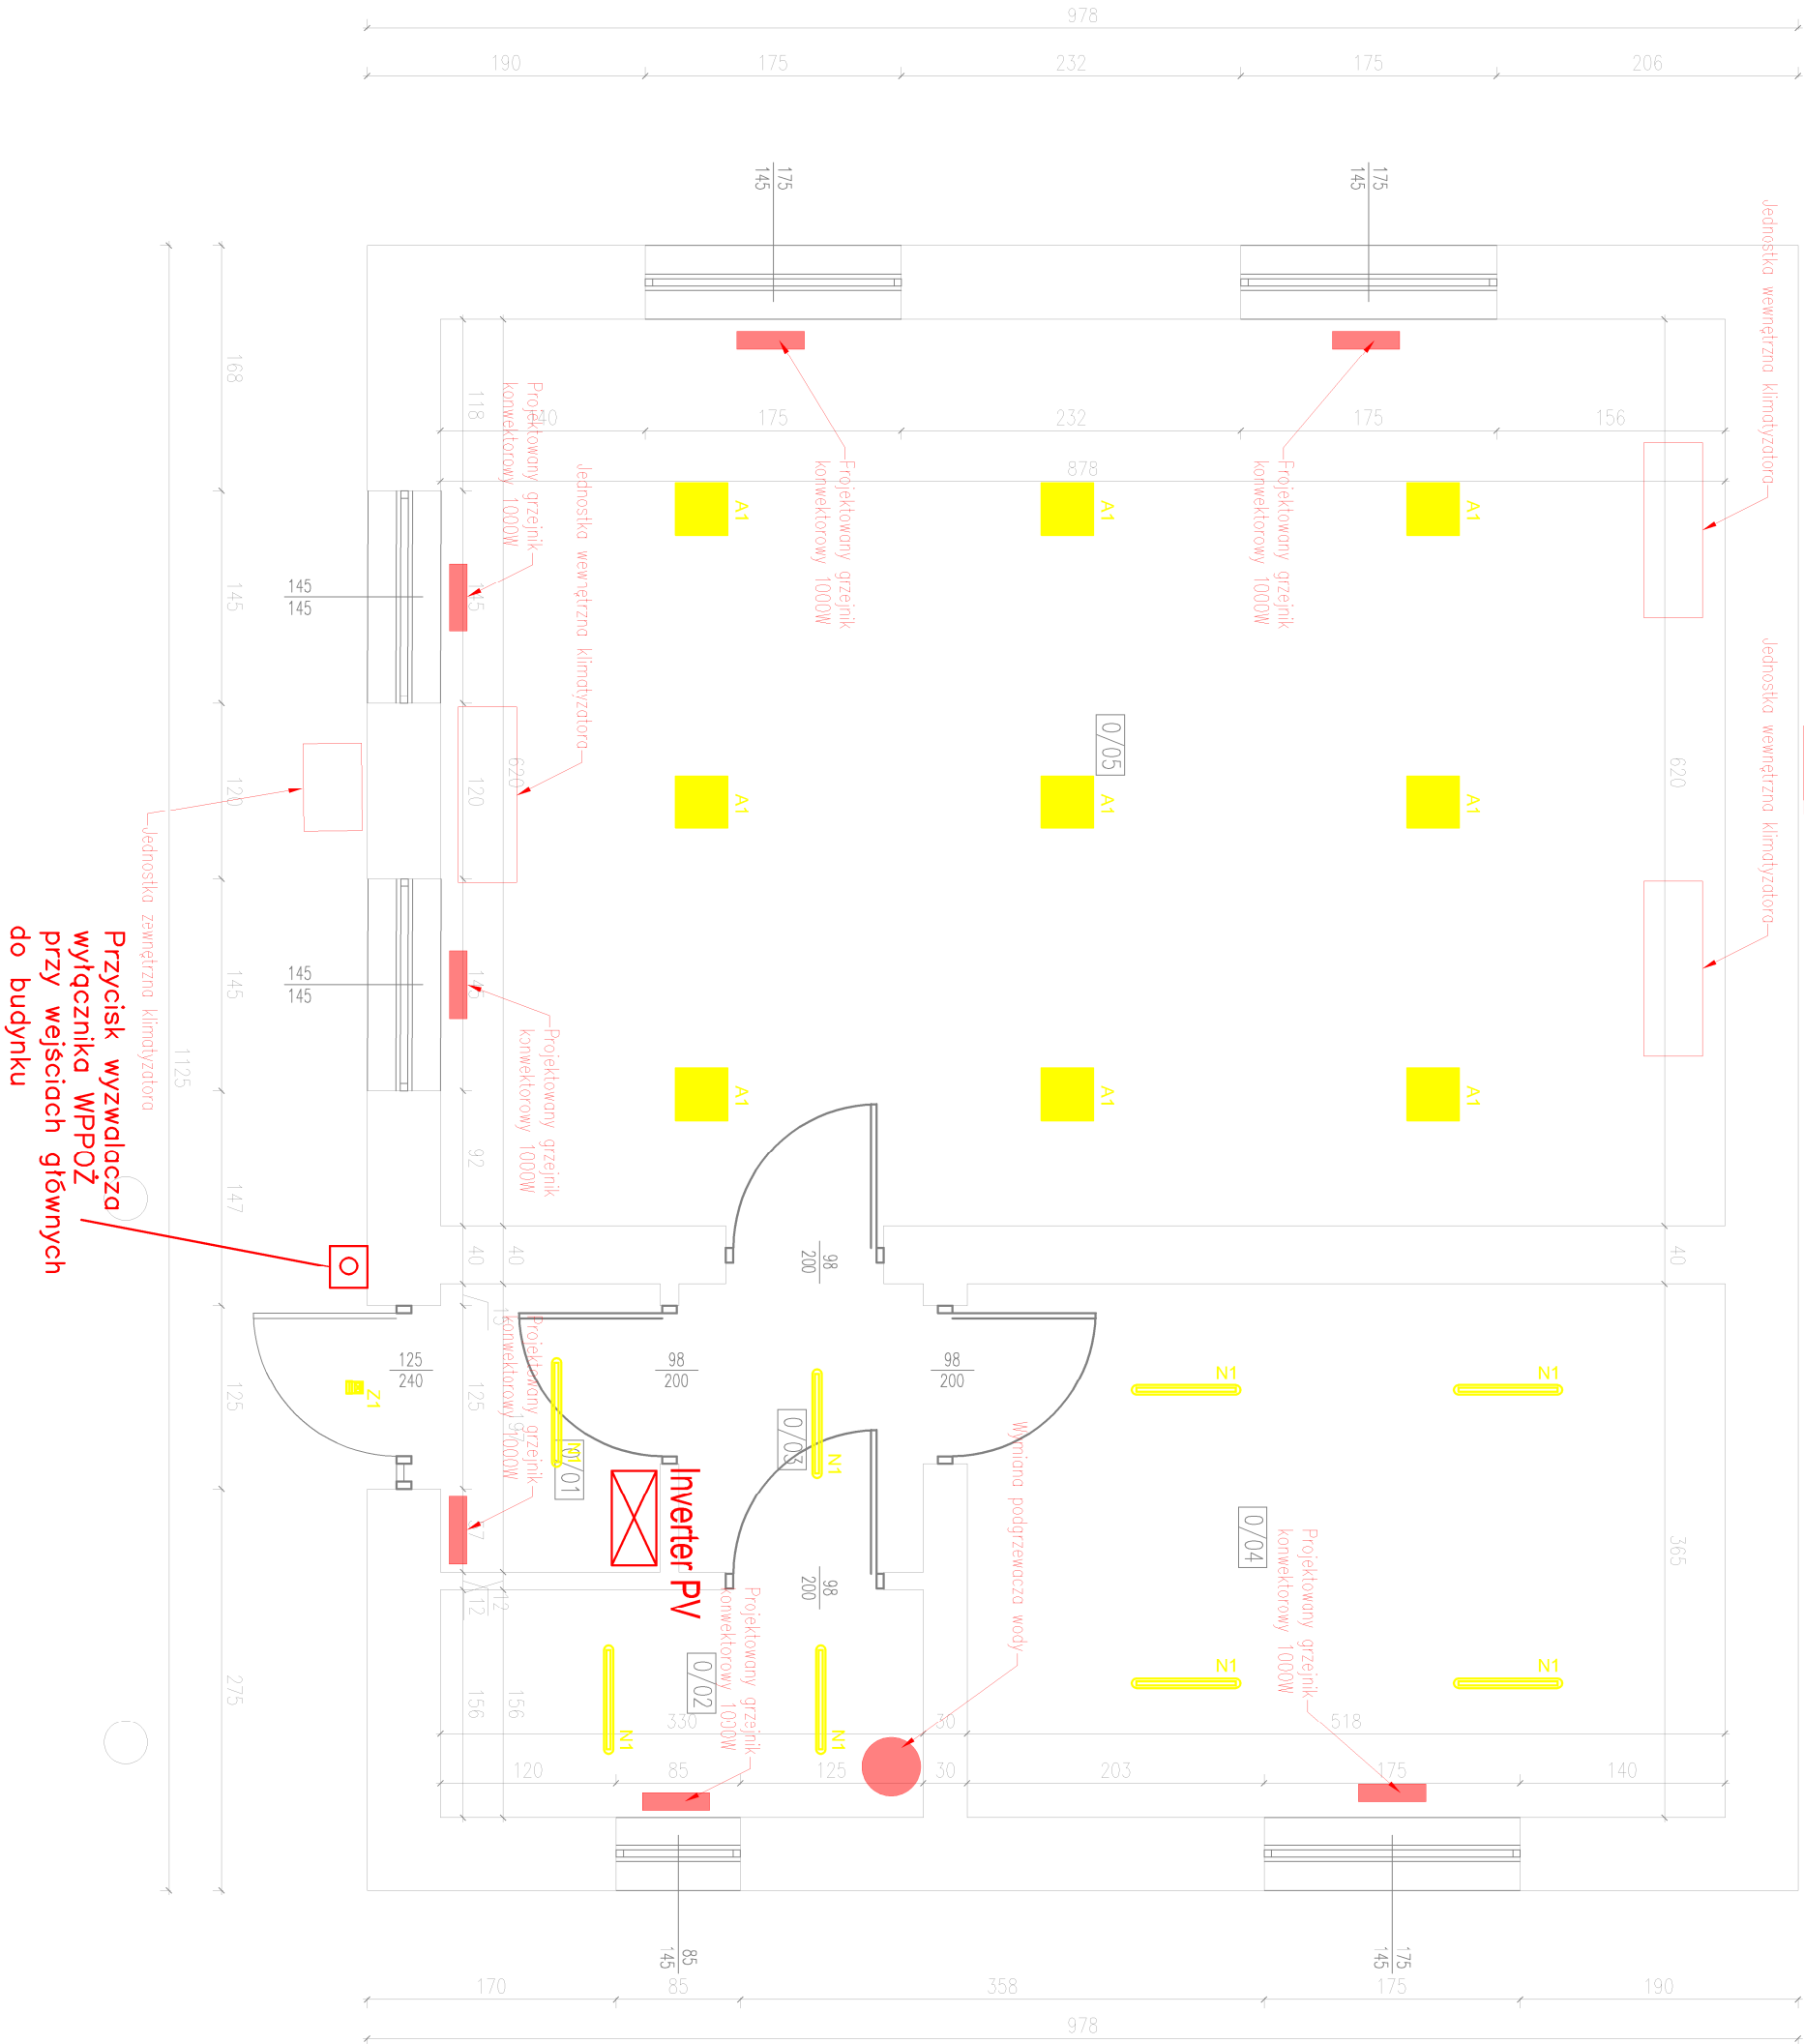 978
190
175
232
175
206
175
145
175
145
Jednostka wewnętrzna klimatyzatora
Jednostka wewnętrzna klimatyzatora
Projektowany grzejnik
konwektorowy 1000W
Projektowany grzejnik
konwektorowy 1000W
Projektowany grzejnik
konwektorowy 1000W
Jednostka wewnętrzna klimatyzatora
175
232
175
156
878
168
118
145
145
145
120
620
120
145
145
145
145
147
92
40
40
125
125
275
156
156
12
12
1125
620
40
365
A1
A1
A1
A1
A1
A1
A1
A1
A1
0/05
Jednostka zewnętrzna klimatyzatora
Projektowany grzejnik
konwektorowy 1000W
Przycisk wyzwalacza
wyłącznika WPPOŻ
przy wejściach głównych
do budynku
98
200
125
240
98
200
98
200
98
200
Z1
Projektowany grzejnik
konwektorowy 1000W
N1
0/01
0/03
N1
N1
N1
Inverter PV
Wymiana podgrzewacza wody
0/04
Projektowany grzejnik
konwektorowy 1000W
Projektowany grzejnik
konwektorowy 1000W
0/02
N1
N1
N1
N1
330
30
518
120
85
125
30
203
175
140
85
145
175
145
170
85
358
175
190
978